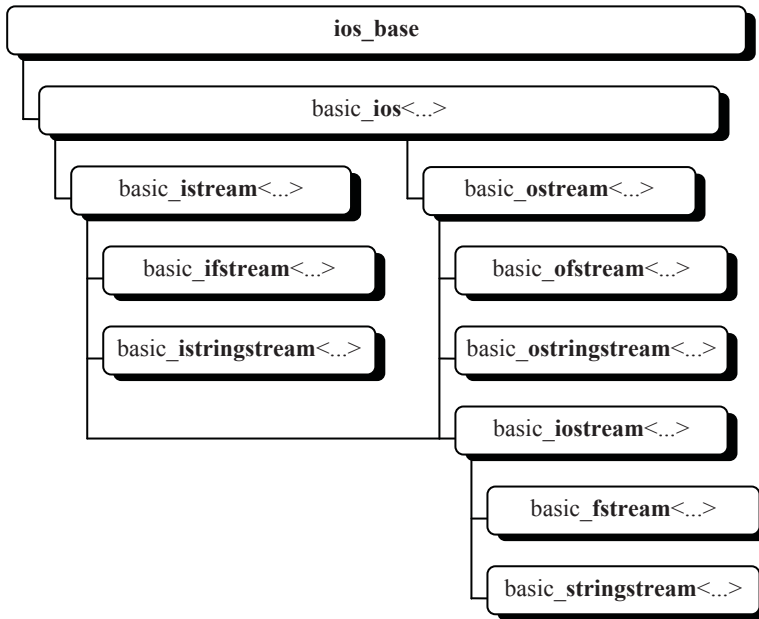 ios_base
basic_ios<...>
basic_istream<...>
basic_ostream<...>
basic_ifstream<...>
basic_ofstream<...>
basic_istringstream<...>
basic_ostringstream<...>
basic_iostream<...>
basic_fstream<...>
basic_stringstream<...>